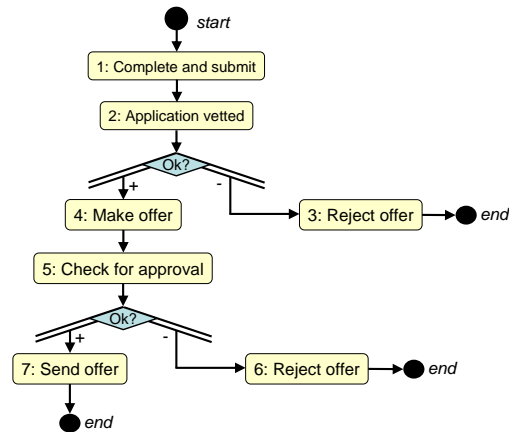 start
1: Complete and submit
2: Application vetted
Ok?
+
-
4: Make offer
3: Reject offer
end
5: Check for approval
Ok?
+
-
7: Send offer
6: Reject offer
end
end